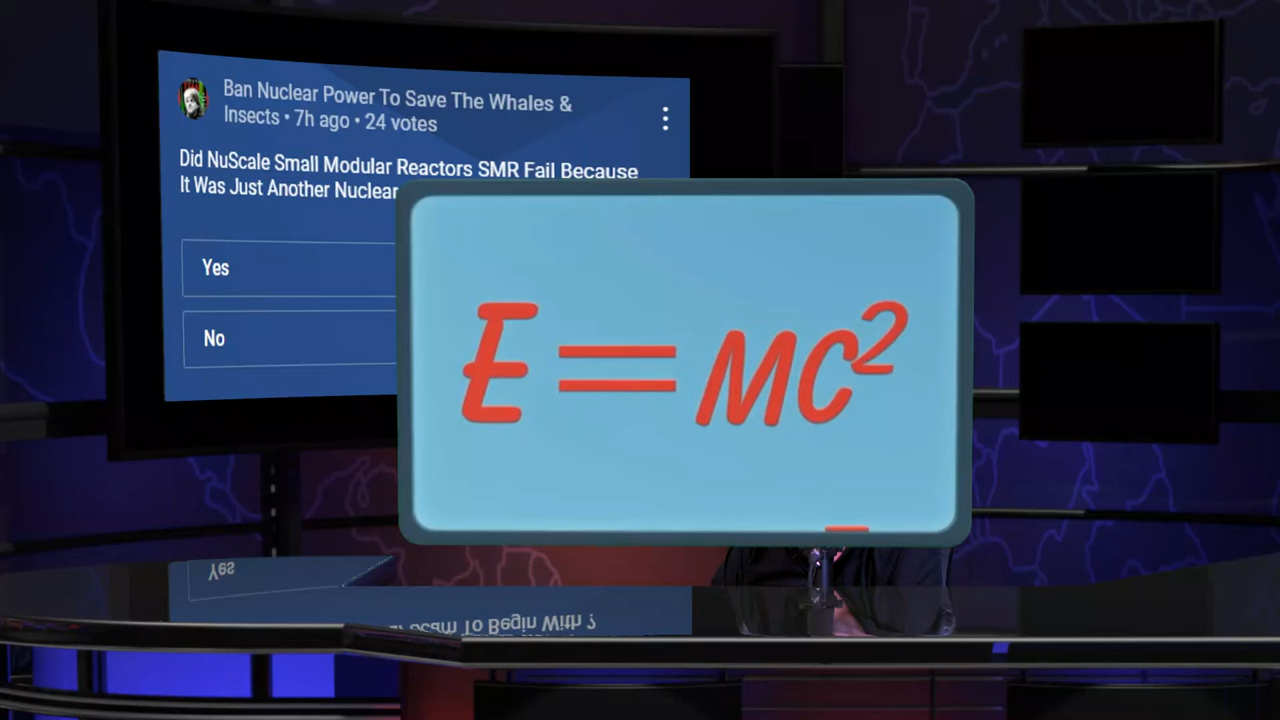 Ban Nuclear Power To Save The Whales &
Insects • 7h ago • 24 votes
Did NuScale Small Modular Reactors SMR Fail Because
It Was Just Another Nuclear
Yes
No
E=MC²
Yes
Scam To Begin With ?